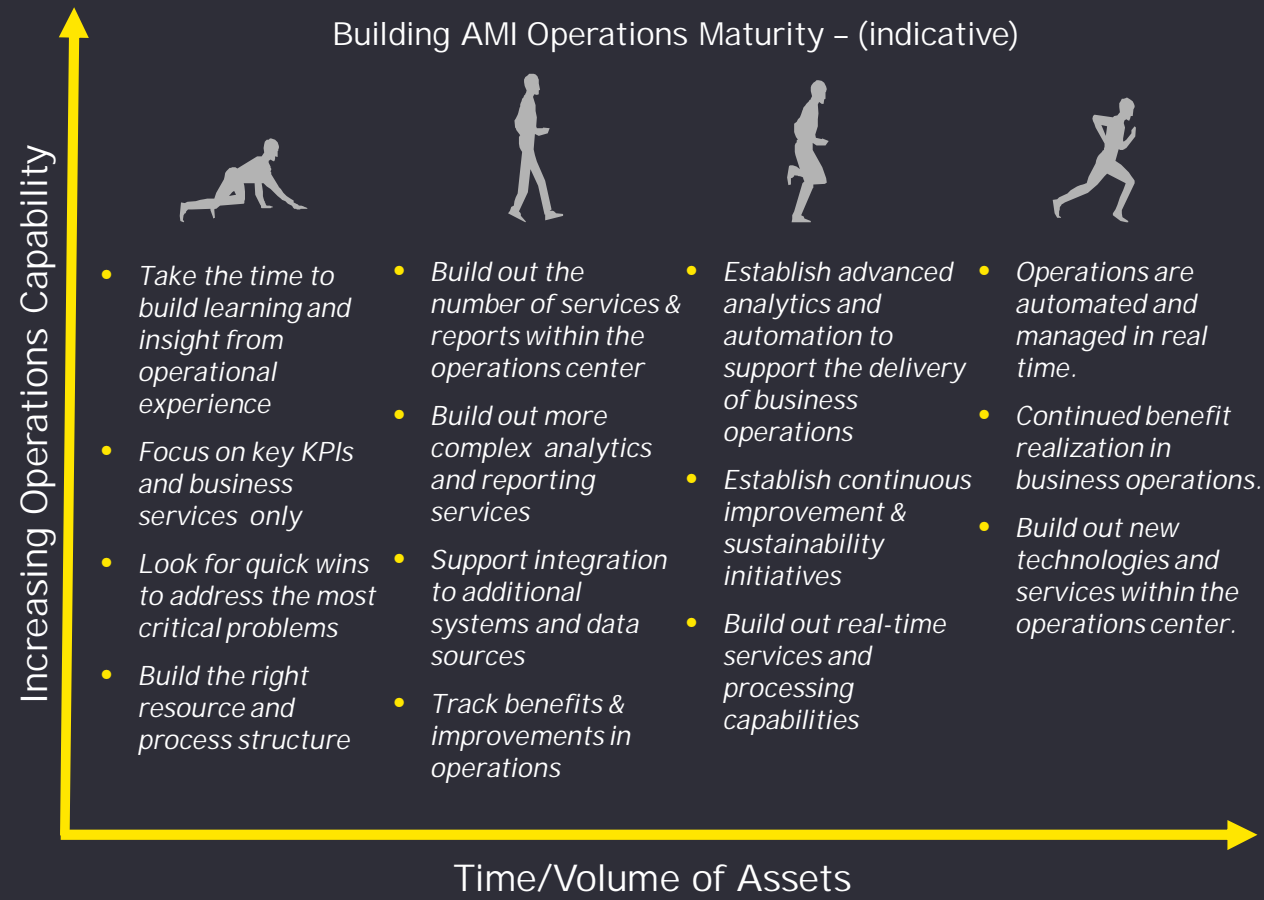 Building AMI Operations Maturity – (indicative)
Increasing Operations Capability
• Take the time to
build learning and
insight from
operational
experience
• Focus on key KPIs
and business
services only
• Look for quick wins
to address the most
critical problems
• Build the right
resource and
process structure
• Build out the
number of services &
reports within the
operations center
• Build out more
complex analytics
and reporting
services
• Support integration
to additional
systems and data
sources
• Track benefits &
improvements in
operations
• Establish advanced
analytics and
automation to
support the delivery
of business
operations
• Establish continuous
improvement &
sustainability
initiatives
• Build out real-time
services and
processing
capabilities
• Operations are
automated and
managed in real
time.
• Continued benefit
realization in
business operations.
• Build out new
technologies and
services within the
operations center.
Time/Volume of Assets